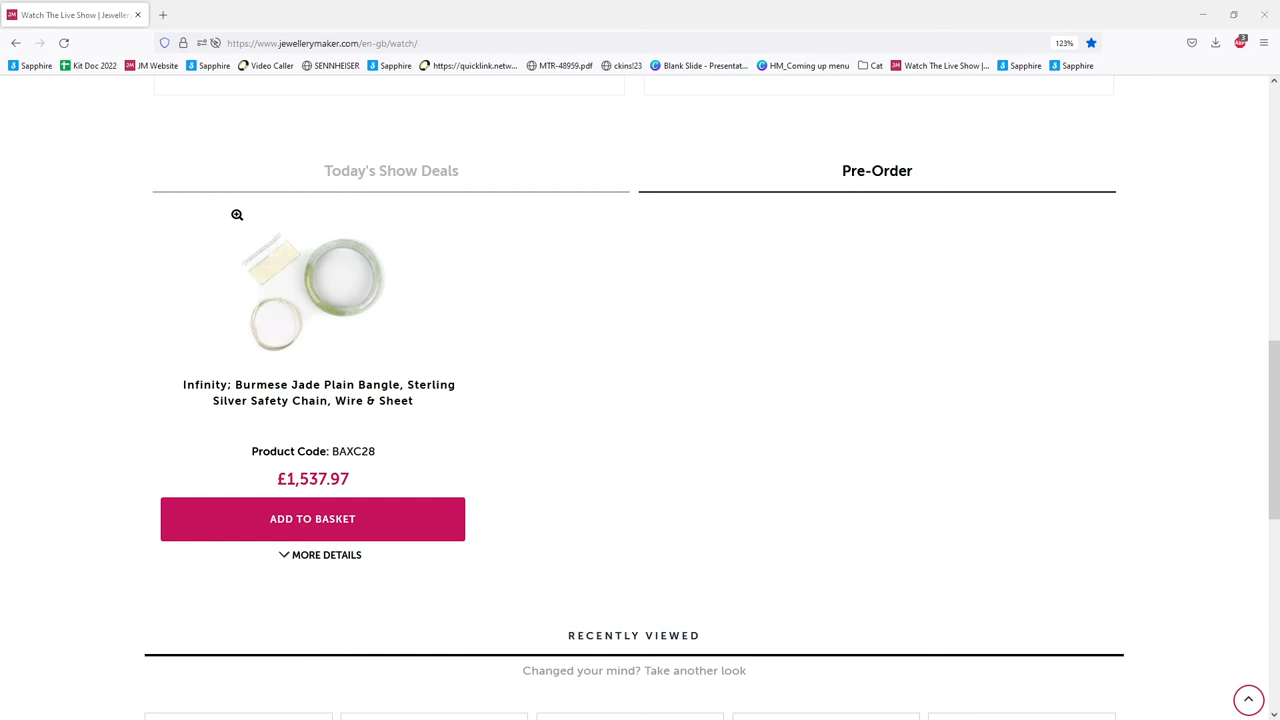 Watch The Live Show | Jeweller
https://www.jewellerymaker.com/en-gb/watch/
123%
3
Sapphire
Kit Doc 2022
JM Website
Sapphire
Video Caller
SENNHEISER
Sapphire
https://quicklink.netw...
MTR-48959.pdf
ckins!23
Blank Slide - Presentat...
HM_Coming up menu
Cat
Watch The Live Show |...
Sapphire
Sapphire
Today's Show Deals
Pre-Order
Infinity; Burmese Jade Plain Bangle, Sterling
Silver Safety Chain, Wire & Sheet
Product Code: BAXC28
£1,537.97
ADD TO BASKET
MORE DETAILS
RECENTLY VIEWED
Changed your mind? Take another look